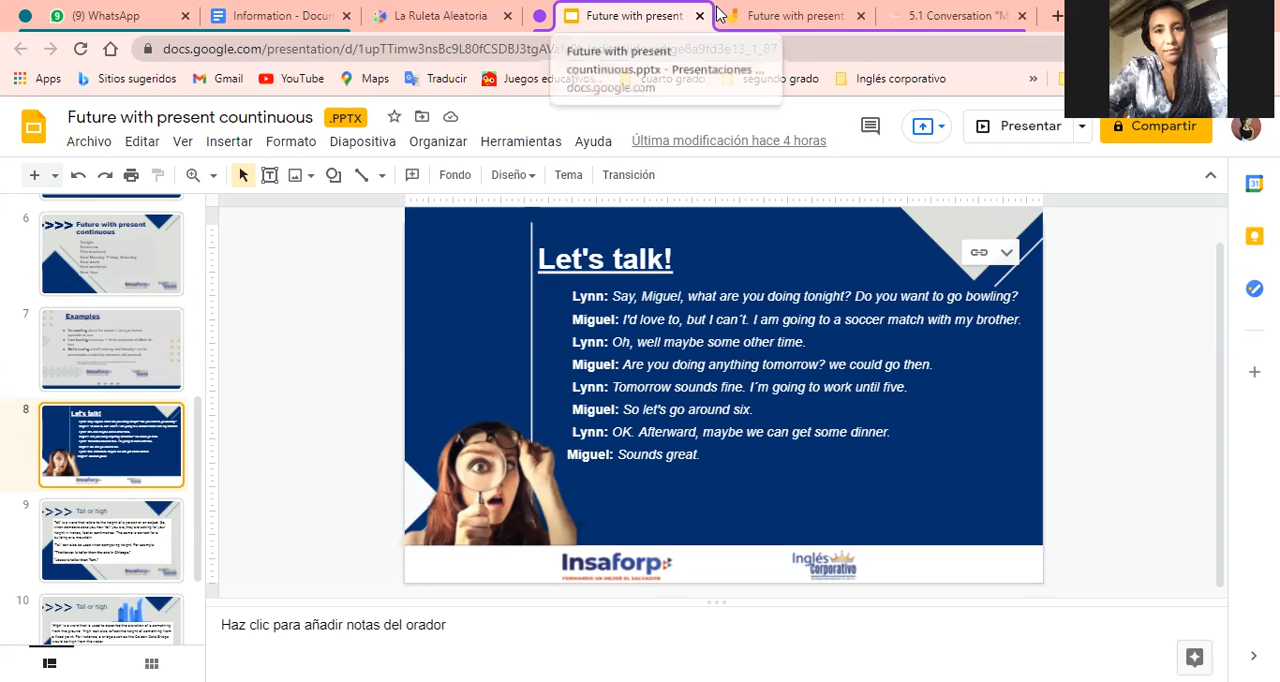 (9) WhatsApp
Information - Docun
La Ruleta Aleatoria
Future with present
Future with present
5.1 Conversation "M
docs.google.com/presentation/d/1upTTimw3nsBc9L80fCSDBJ3tgAVa
Future with present
countinuous.pptx - Presentaciones ...
docs.google.com
Apps
Sitios sugeridos
Gmail
YouTube
Maps
Traducir
Juegos educativos
cuarto grado
segundo grado
Inglés corporativo
Future with present countinuous
.PPTX
Archivo Editar Ver Insertar Formato Diapositiva Organizar Herramientas Ayuda
Última modificación hace 4 horas
Presentar
Compartir
Fondo Diseño Tema Transición
6
>>> Future with present
continuous
7
Examples
8
Let's talk!
9
>>> Tall or high
10
>>> Tall or high
Let's talk!
Lynn: Say, Miguel, what are you doing tonight? Do you want to go bowling?
Miguel: I'd love to, but I can´t. I am going to a soccer match with my brother.
Lynn: Oh, well maybe some other time.
Miguel: Are you doing anything tomorrow? we could go then.
Lynn: Tomorrow sounds fine. I´m going to work until five.
Miguel: So let's go around six.
Lynn: OK. Afterward, maybe we can get some dinner.
Miguel: Sounds great.
Insaforp
FORMANDO UN MEJOR EL SALVADOR
Inglés
Corporativo
Haz clic para añadir notas del orador